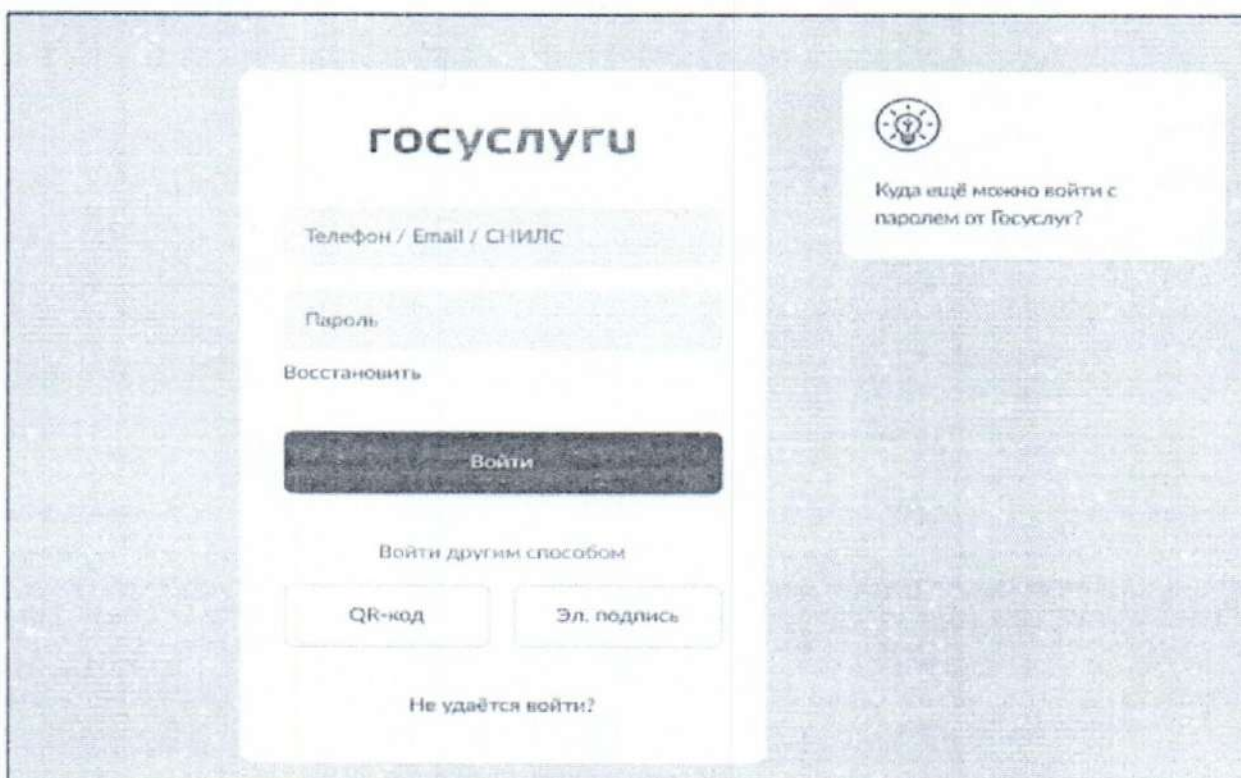 госуслуги
Телефон / Email / СНИЛС
Пароль
Восстановить
Войти
Войти другим способом
QR-код
Эл. подпись
Не удаётся войти?
Куда ещё можно войти с
паролем от Госуслуг?